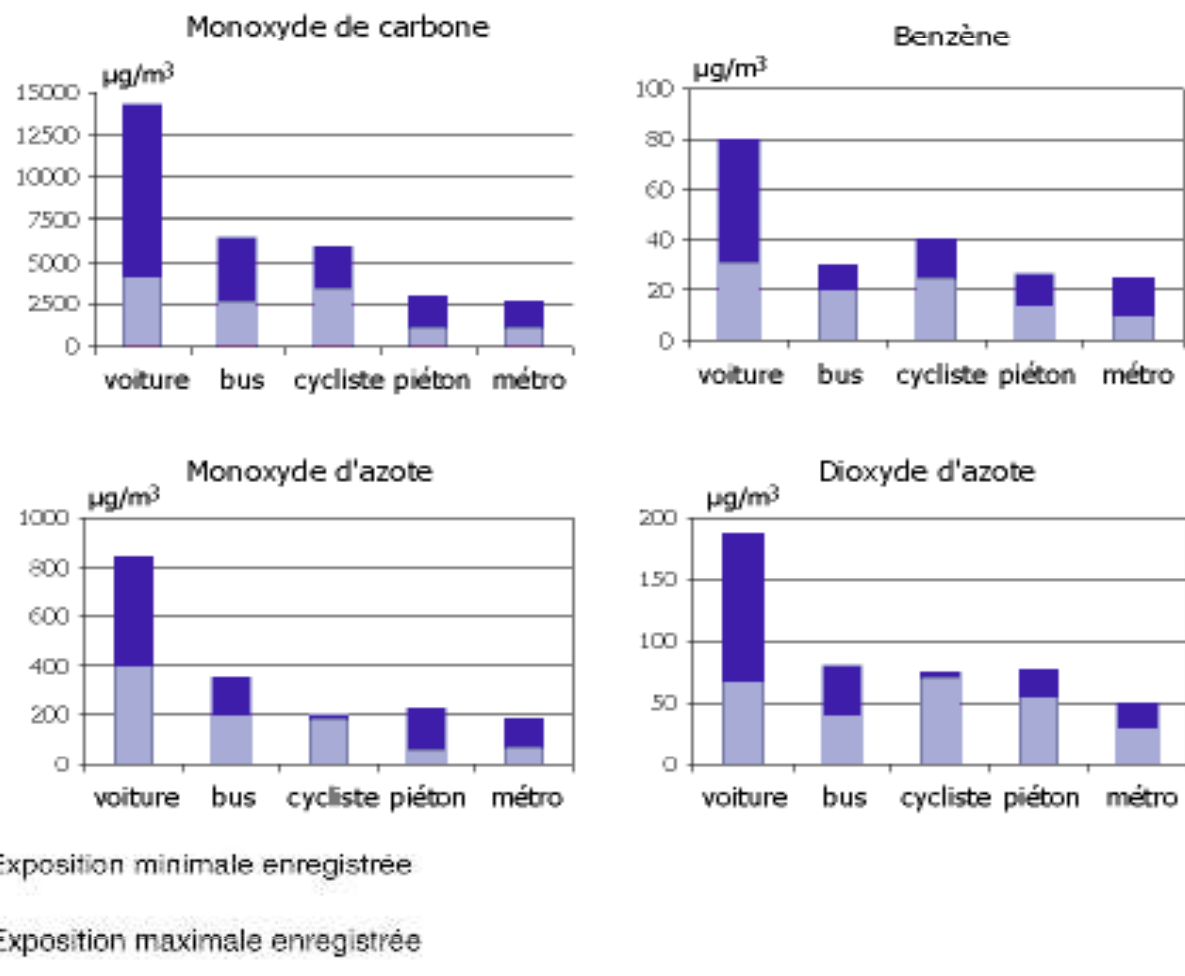 Monoxyde de carbone
µg/m³
15000
12500
10000
7500
5000
2500
0
voiture bus cycliste piéton métro
Benzène
µg/m³
100
80
60
40
20
0
voiture bus cycliste piéton métro
Monoxyde d'azote
µg/m³
1000
800
600
400
200
0
voiture bus cycliste piéton métro
Dioxyde d'azote
µg/m³
200
150
100
50
0
voiture bus cycliste piéton métro
Exposition minimale enregistrée
Exposition maximale enregistrée